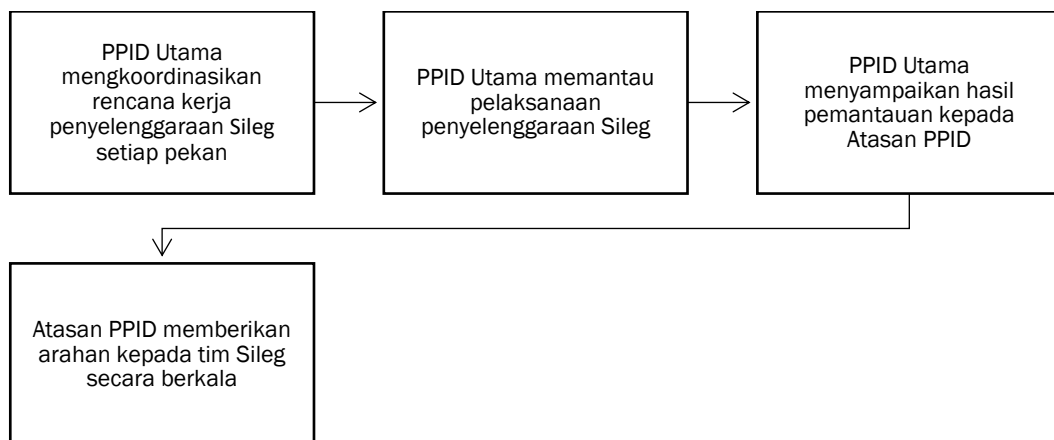 PPID Utama
mengkoordinasikan
rencana kerja
penyelenggaraan Sileg
setiap pekan
PPID Utama memantau
pelaksanaan
penyelenggaraan Sileg
PPID Utama
menyampaikan hasil
pemantauan kepada
Atasan PPID
Atasan PPID memberikan
arahan kepada tim Sileg
secara berkala